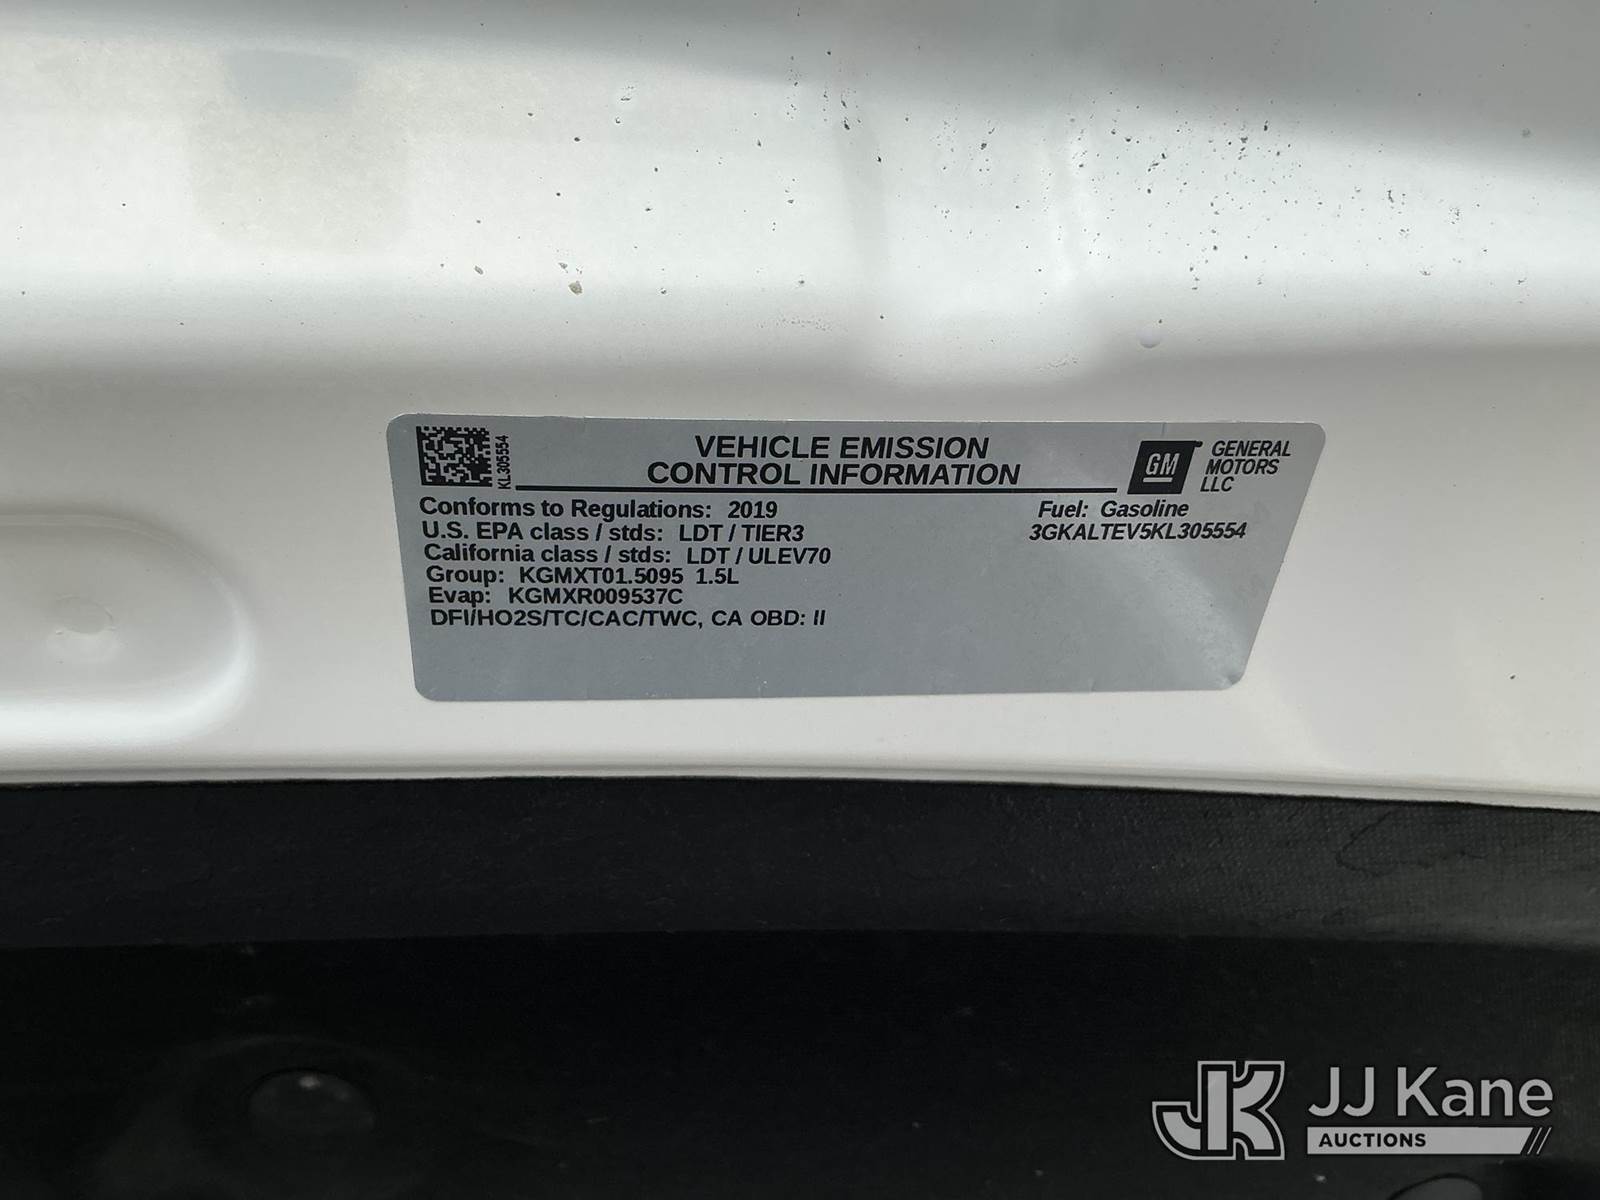 KL305554
VEHICLE EMISSION
CONTROL INFORMATION
GM
GENERAL
MOTORS
LLC
Conforms to Regulations: 2019
Fuel: Gasoline
U.S. EPA class / stds: LDT / TIER3
3GKALTEV5KL305554
California class / stds: LDT / ULEV70
Group: KGMXT01.5095 1.5L
Evap: KGMXR009537C
DFI/HO2S/TC/CAC/TWC, CA OBD: II
JK
JJ Kane
AUCTIONS